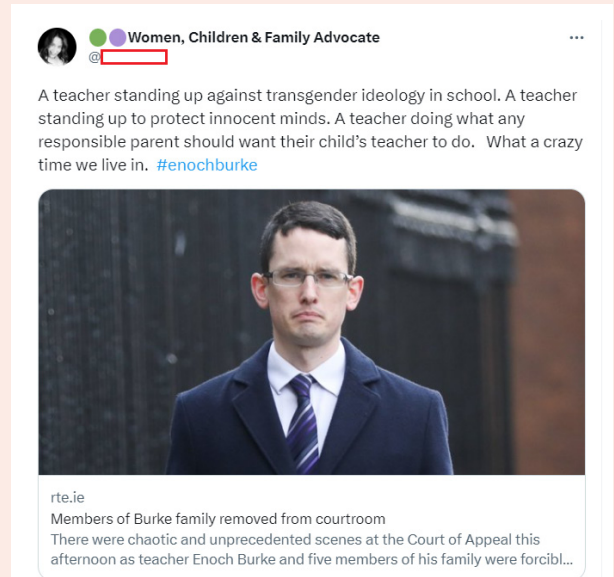 Women, Children & Family Advocate
@
A teacher standing up against transgender ideology in school. A teacher
standing up to protect innocent minds. A teacher doing what any
responsible parent should want their child’s teacher to do.   What a crazy
time we live in.  #enochburke
rte.ie
Members of Burke family removed from courtroom
There were chaotic and unprecedented scenes at the Court of Appeal this
afternoon as teacher Enoch Burke and five members of his family were forcibl...